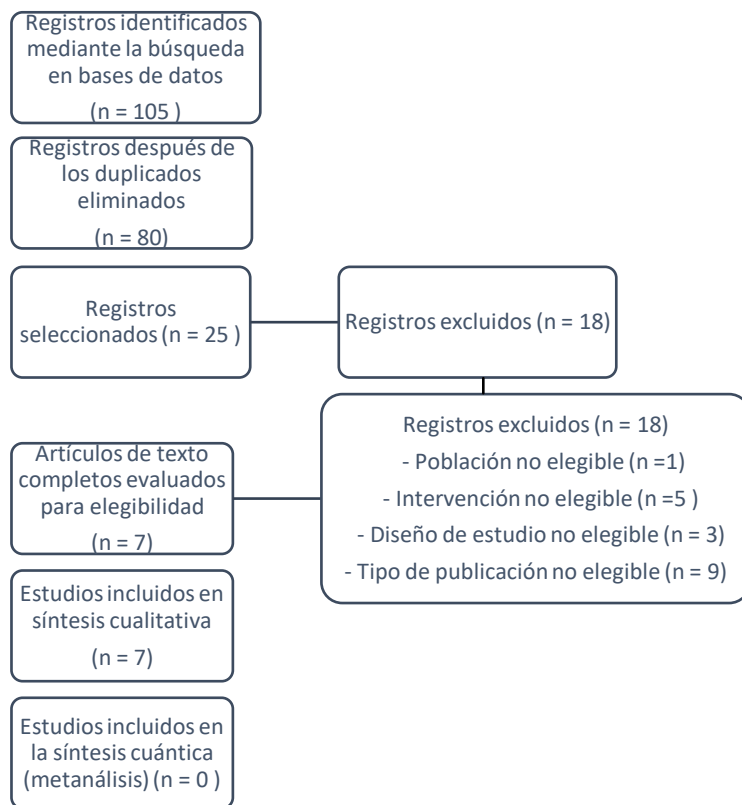 Registros identificados
mediante la búsqueda
en bases de datos
(n = 105 )
Registros después de
los duplicados
eliminados
(n = 80)
Registros
seleccionados (n = 25 )
Registros excluidos (n = 18)
Registros excluidos (n = 18)
- Población no elegible (n =1)
- Intervención no elegible (n =5 )
- Diseño de estudio no elegible (n = 3)
- Tipo de publicación no elegible (n = 9)
Artículos de texto
completos evaluados
para elegibilidad
(n = 7)
Estudios incluidos en
síntesis cualitativa
(n = 7)
Estudios incluidos en
la síntesis cuántica
(metanálisis) (n = 0 )